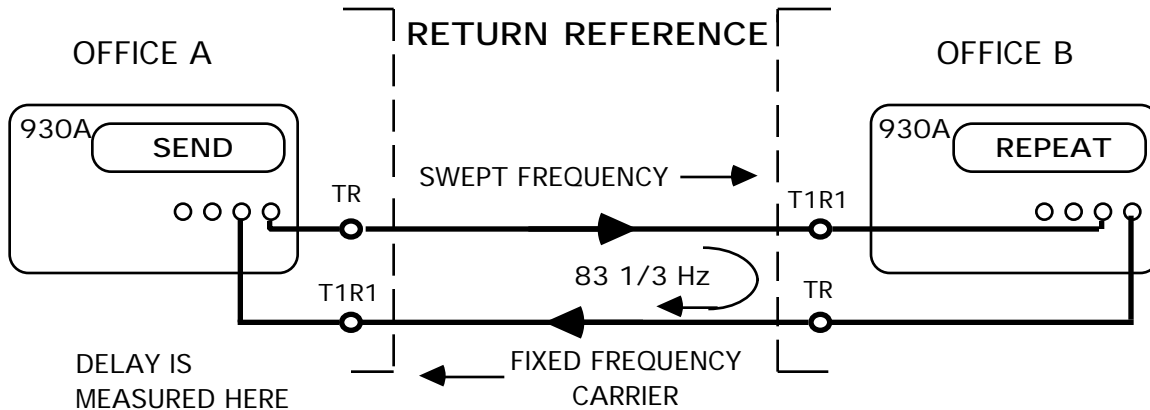 RETURN REFERENCE
OFFICE A
OFFICE B
930A
SEND
930A
REPEAT
SWEPT FREQUENCY
TR
T1R1
83 1/3 Hz
T1R1
TR
DELAY IS
MEASURED HERE
FIXED FREQUENCY
CARRIER